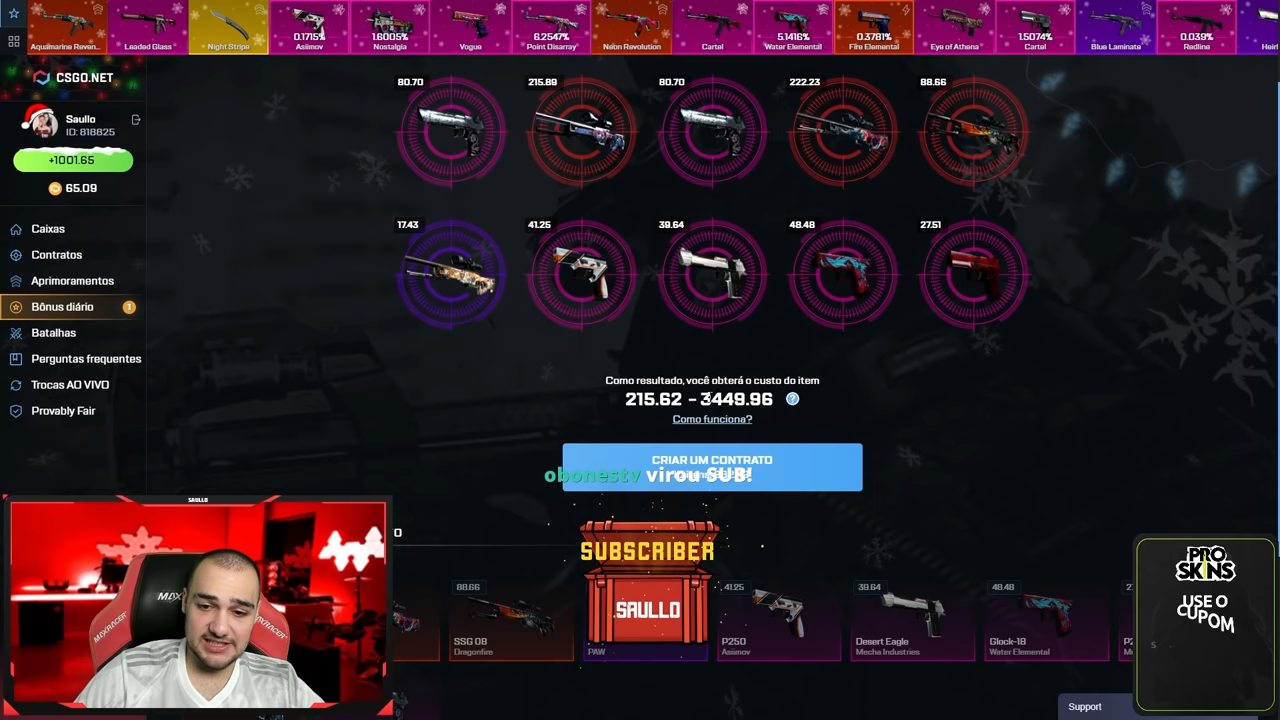 Aquamarine Reven...
Leaded Glass
Night Stripe
0.1715%
Asiimov
1.6005%
Nostalgia
Vogue
6.2547%
Point Disarray
Neon Revolution
Cartel
5.1416%
Water Elemental
0.3781%
Fire Elemental
Eye of Athena
1.5074%
Cartel
Blue Laminate
0.039%
Redline
CSGO.NET
Saullo
ID: 818825
+1001.65
65.09
Caixas
Contratos
Aprimoramentos
Bônus diário 1
Batalhas
Perguntas frequentes
Trocas AO VIVO
Provably Fair
80.70
215.89
80.70
222.23
88.66
17.43
41.25
39.64
48.48
27.51
Como resultado, você obterá o custo do item
215.62 - 3449.96 ?
Como funciona?
CRIAR UM CONTRATO
obonestv virou SUB!
SUBSCRIBER
SAULLO
O
88.66
SSG 08
Dragonfire
PAW
41.25
P250
Asiimov
39.64
Desert Eagle
Mecha Industries
48.48
Glock-18
Water Elemental
SAULLO
MAX
MAXRACER
PRO
SKINS
USE O
CUPOM
S
Support